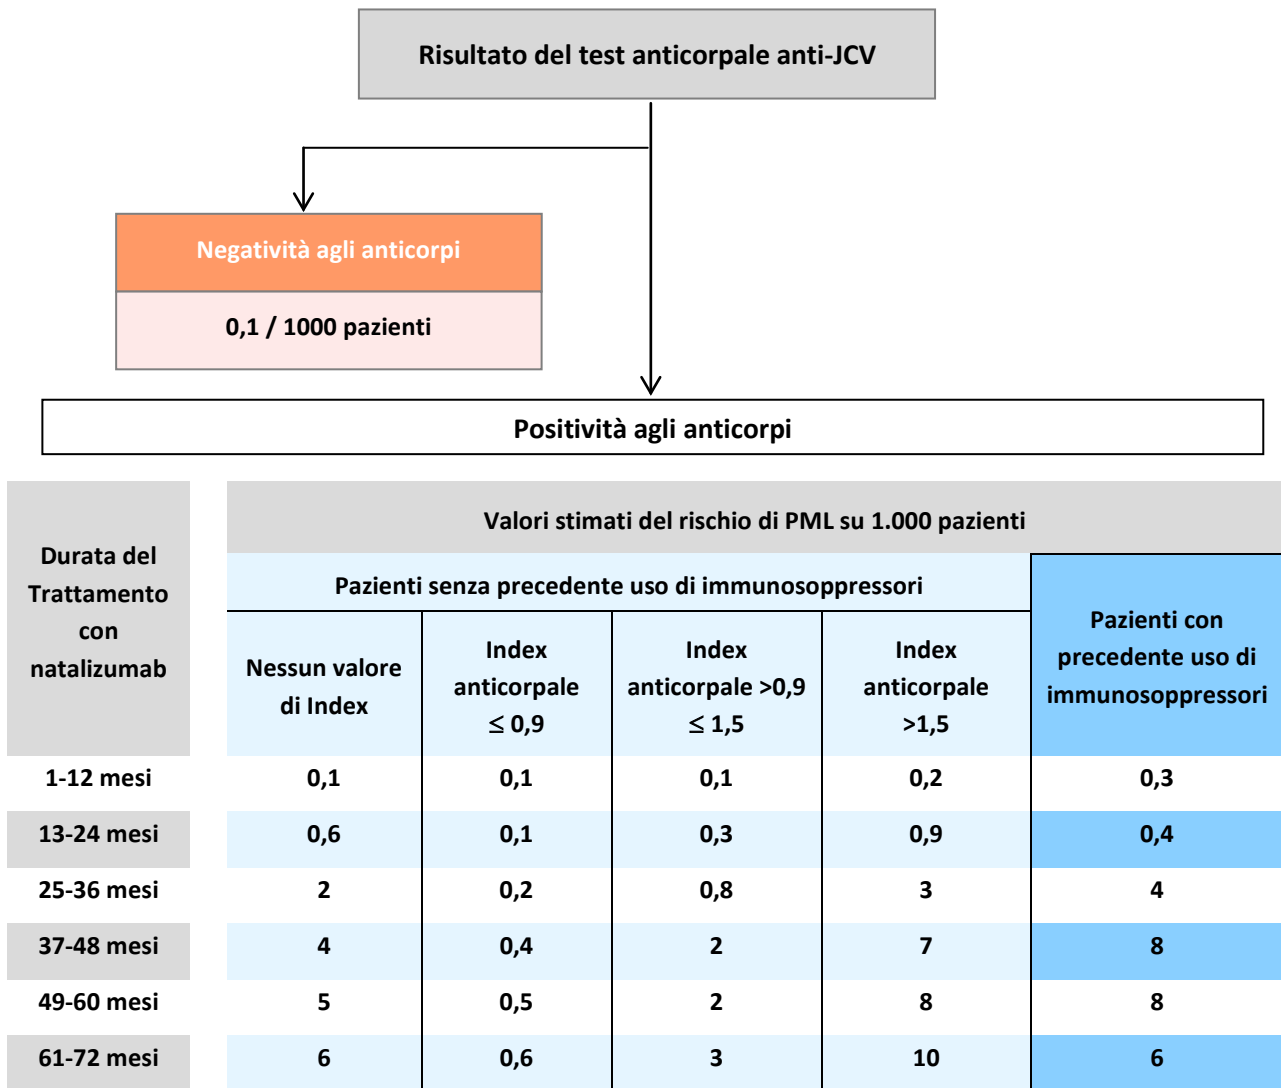 Risultato del test anticorpale anti-JCV
Negatività agli anticorpi
0,1 / 1000 pazienti
Positività agli anticorpi
Durata del
Trattamento
con
natalizumab
Valori stimati del rischio di PML su 1.000 pazienti
Pazienti senza precedente uso di immunosoppressori
Pazienti con
precedente uso di
immunosoppressori
Nessun valore
di Index
Index
anticorpale
≤ 0,9
Index
anticorpale >0,9
≤ 1,5
Index
anticorpale
>1,5
1-12 mesi 0,1 0,1 0,1 0,2 0,3
13-24 mesi 0,6 0,1 0,3 0,9 0,4
25-36 mesi 2 0,2 0,8 3 4
37-48 mesi 4 0,4 2 7 8
49-60 mesi 5 0,5 2 8 8
61-72 mesi 6 0,6 3 10 6